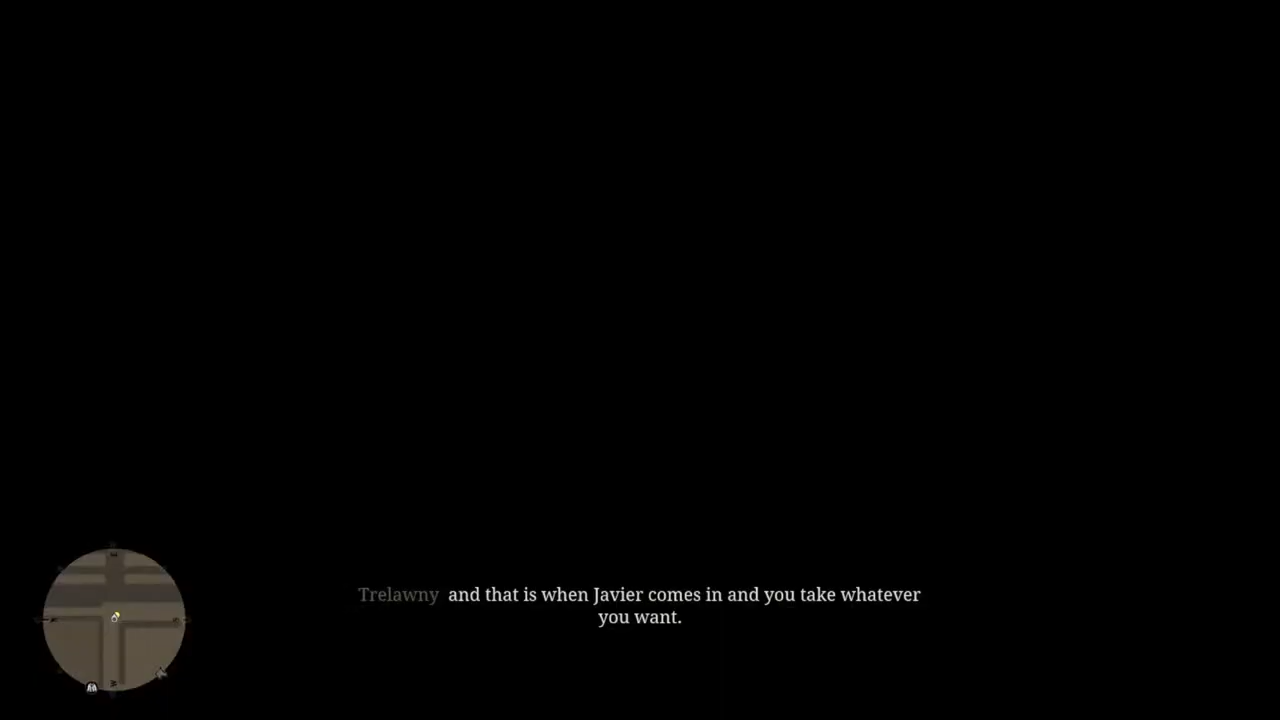 Trelawny and that is when Javier comes in and you take whatever
you want.